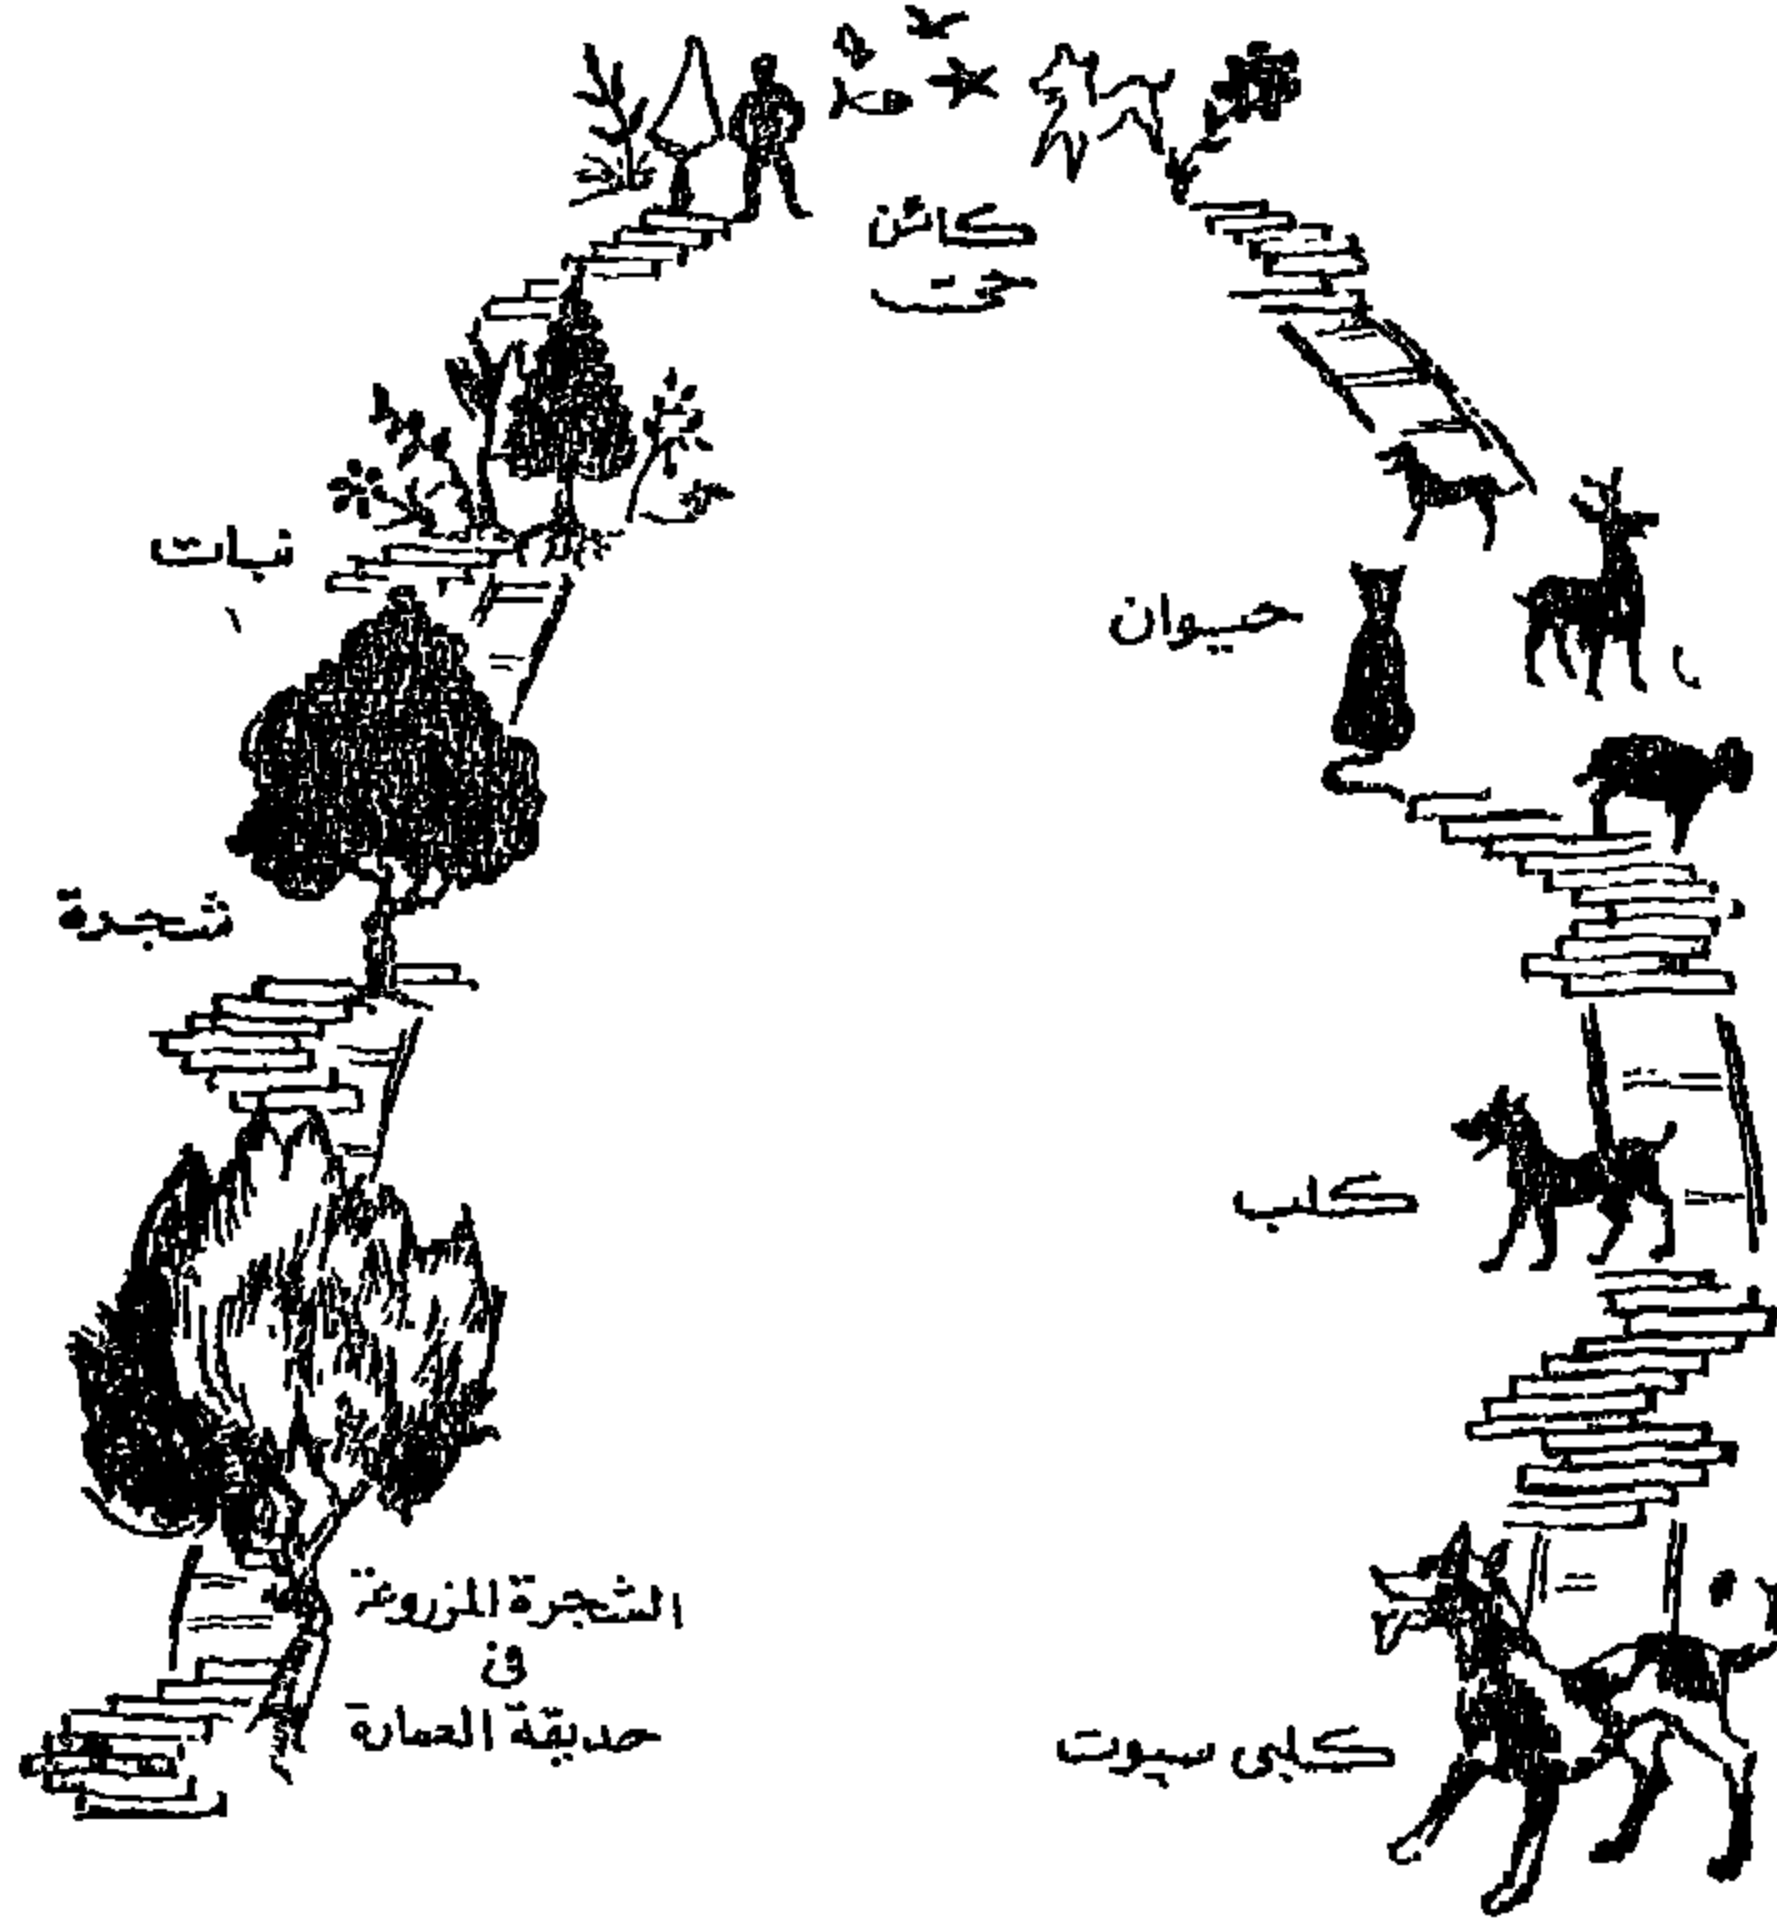 كائن
حي
نبات
حيوان
شجرة
كلب
الشجرة المزروعة
في
حديقة العمارة
كلبي سبوت